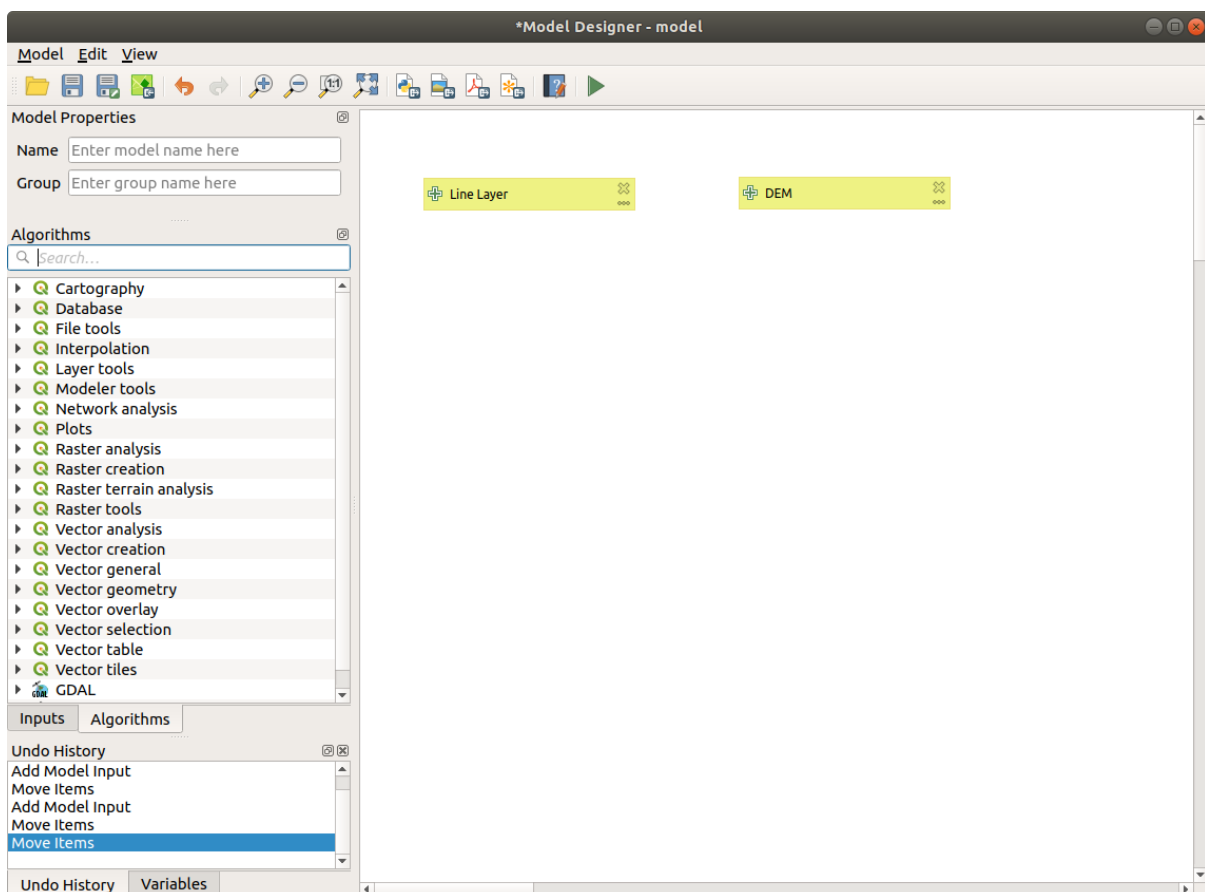 *Model Designer - model
Model Edit View
Model Properties
Name Enter model name here
Group Enter group name here
Algorithms
Search...
Cartography
Database
File tools
Interpolation
Layer tools
Modeler tools
Network analysis
Plots
Raster analysis
Raster creation
Raster terrain analysis
Raster tools
Vector analysis
Vector creation
Vector general
Vector geometry
Vector overlay
Vector selection
Vector table
Vector tiles
GDAL GDAL
Inputs Algorithms
Undo History
Add Model Input
Move Items
Add Model Input
Move Items
Move Items
Undo History Variables
1:1
Line Layer
DEM